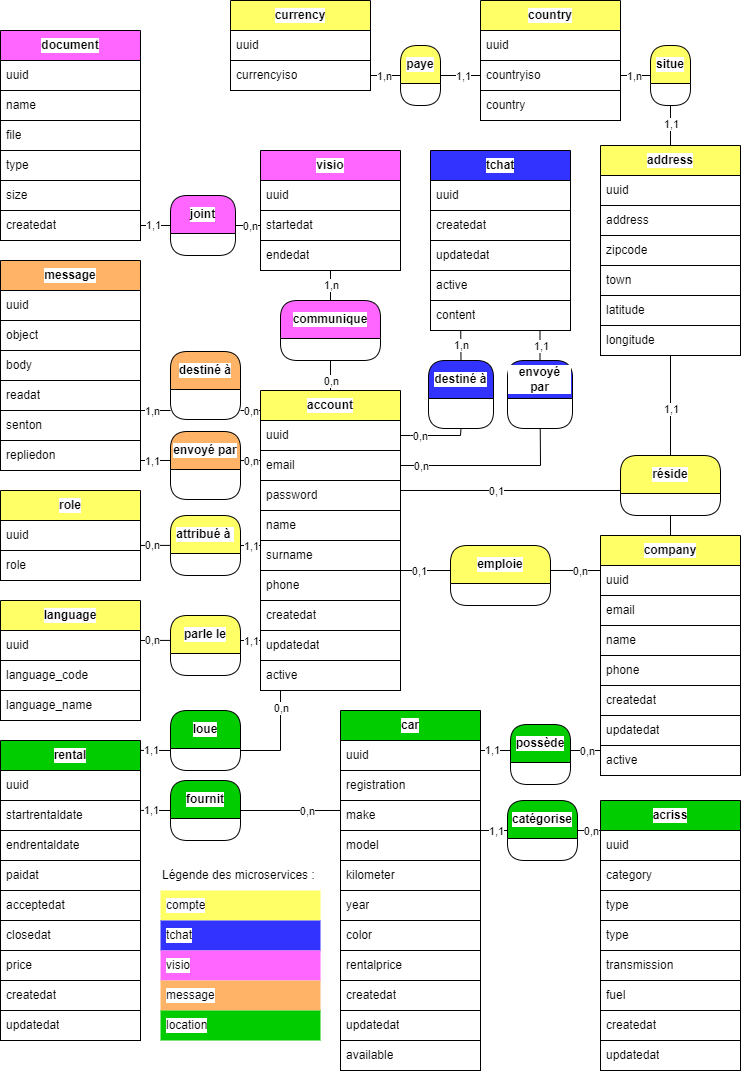 currency
uuid
currencyiso
1,n
paye
1,1
country
uuid
countryiso
country
1,n
situe
1,1
address
uuid
address
zipcode
town
latitude
longitude
1,1
document
uuid
name
file
type
size
createdat
1,1
joint
0,n
visio
uuid
startedat
endedat
1,n
communique
0,n
tchat
uuid
createdat
updatedat
active
content
1,n
destiné à
0,n
1,1
envoyé
par
0,n
message
uuid
object
body
readat
senton
repliedon
1,n
destiné à
0,n
1,1
envoyé par
0,n
account
uuid
email
password
name
surname
phone
createdat
updatedat
active
0,1
réside
role
uuid
role
0,n
attribué à
1,1
0,1
emploie
0,n
company
uuid
email
name
phone
createdat
updatedat
active
language
uuid
language_code
language_name
0,n
parle le
1,1
0,n
loue
1,1
rental
uuid
startrentaldate
endrentaldate
paidat
acceptedat
closedat
price
createdat
updatedat
1,1
fournit
0,n
car
uuid
registration
make
model
kilometer
year
color
rentalprice
createdat
updatedat
available
1,1
possède
0,n
1,1
catégorise
0,n
acriss
uuid
category
type
type
transmission
fuel
createdat
updatedat
Légende des microservices :
compte
tchat
visio
message
location